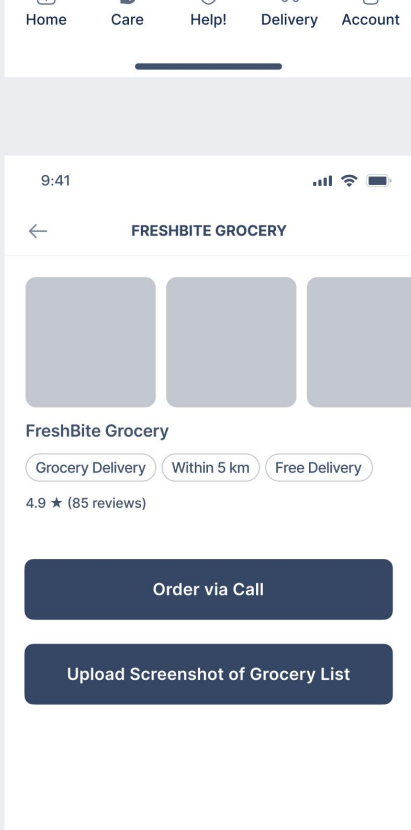 Home Care Help! Delivery Account
9:41
FRESHBITE GROCERY
FreshBite Grocery
Grocery Delivery Within 5 km Free Delivery
4.9 ★ (85 reviews)
Order via Call
Upload Screenshot of Grocery List